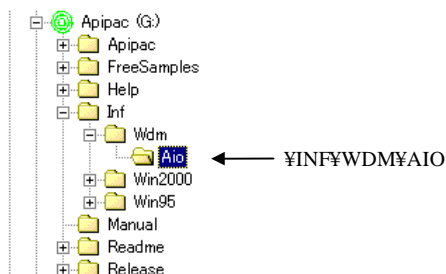 Apipac (G:)
Apipac
FreeSamples
Help
Inf
Wdm
Aio ¥INF¥WDM¥AIO
Win2000
Win95
Manual
Readme
Release